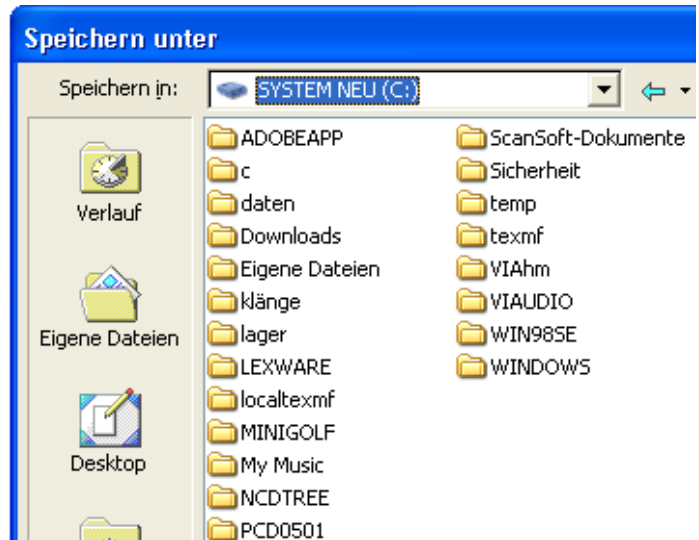 Speichern unter
Speichern in:
SYSTEM NEU (C:)
Verlauf
Eigene Dateien
Desktop
ADOBEAPP
c
daten
Downloads
Eigene Dateien
klänge
lager
LEXWARE
localtexmf
MINIGOLF
My Music
NCDTREE
PCD0501
ScanSoft-Dokumente
Sicherheit
temp
texmf
VIAhm
VIAUDIO
WIN98SE
WINDOWS